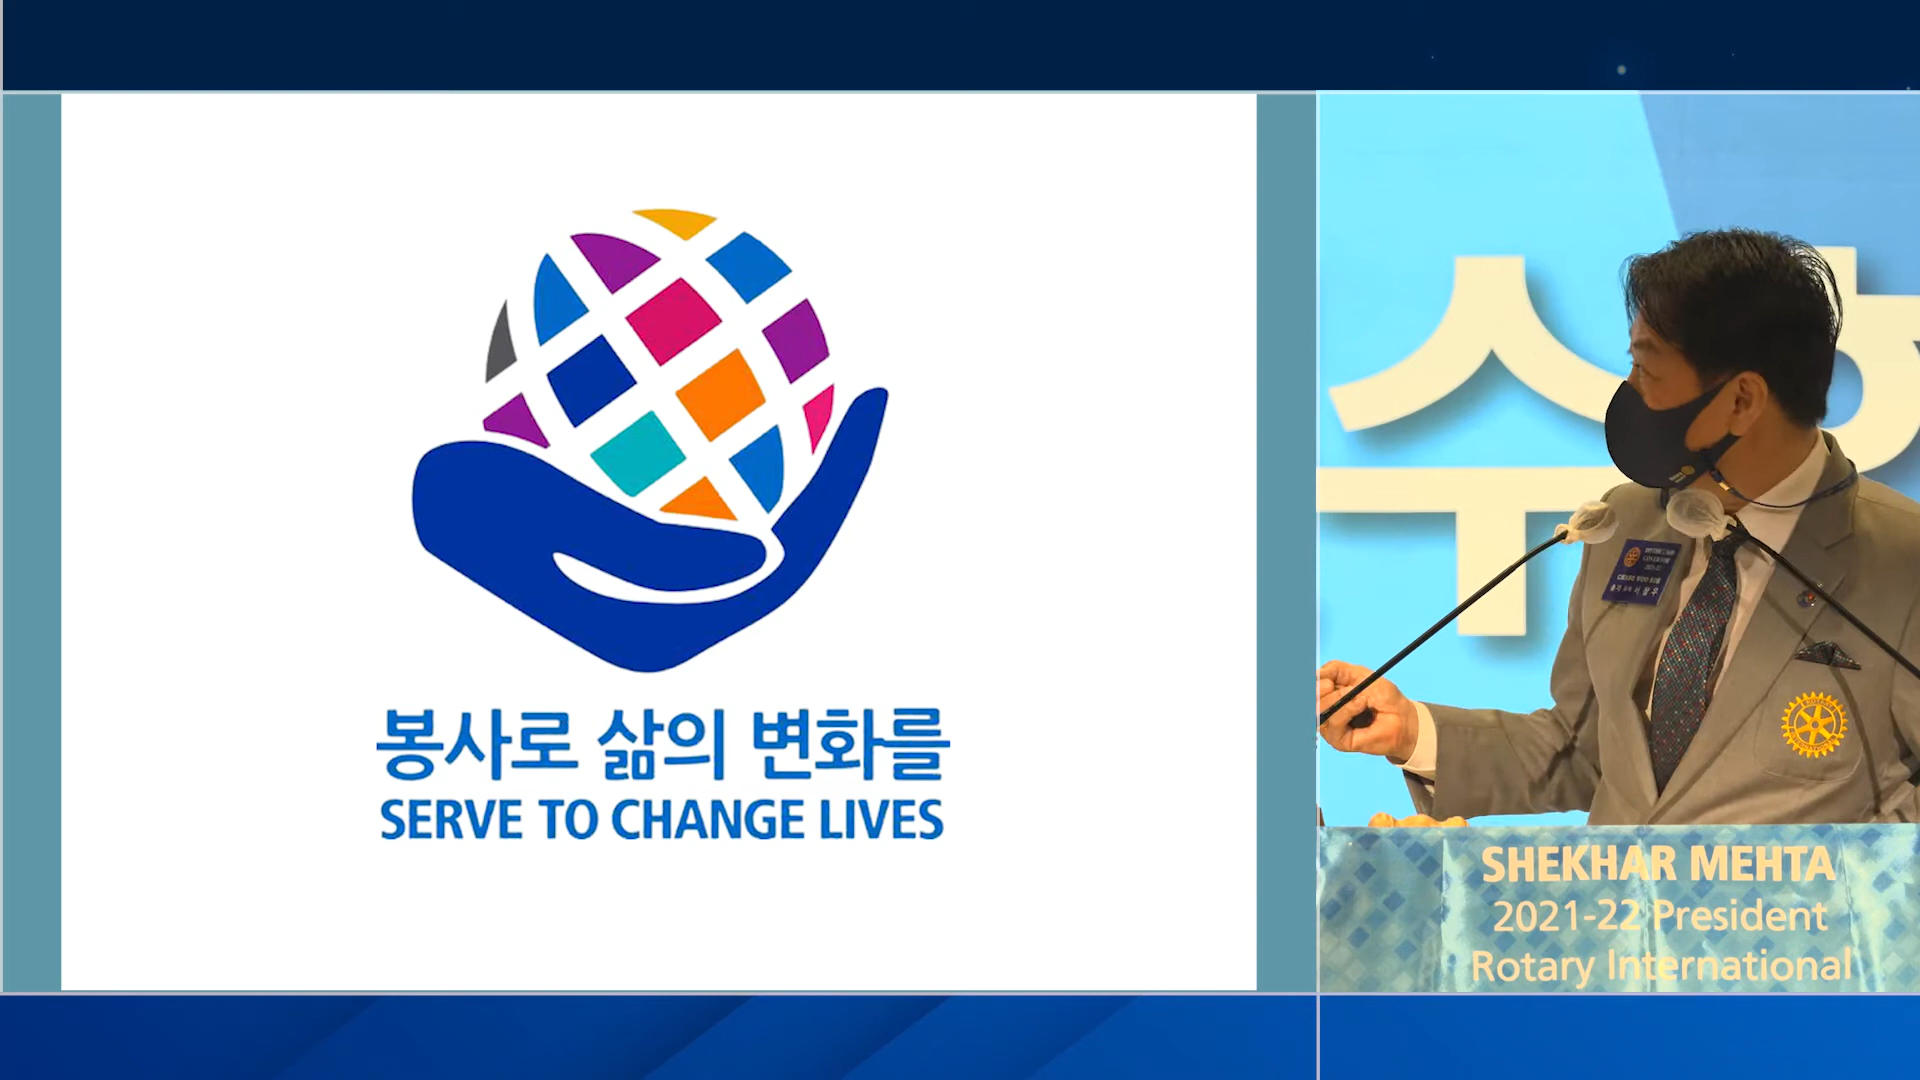 봉사로 삶의 변화를
SERVE TO CHANGE LIVES
수
SHEKHAR MEHTA
2021-22 President
Rotary International